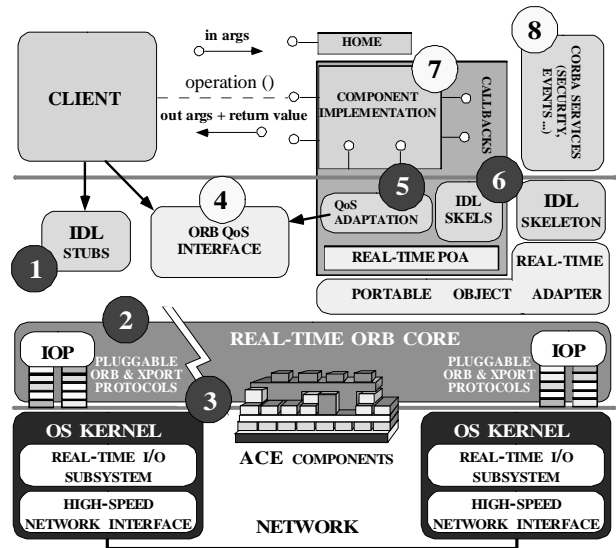 in args
HOME
8
7
CLIENT
operation ()
COMPONENT
IMPLEMENTATION
CALLBACKS
CORBA SERVICES
(SECURITY,
EVENTS ...)
out args + return value
4
5
6
QoS
ADAPTATION
IDL
SKELS
IDL
SKELETON
1
IDL
STUBS
ORB QoS
INTERFACE
REAL-TIME POA
REAL-TIME
PORTABLE OBJECT ADAPTER
2
REAL-TIME ORB CORE
IOP
PLUGGABLE
ORB & XPORT
PROTOCOLS
PLUGGABLE
ORB & XPORT
PROTOCOLS
IOP
3
OS KERNEL
REAL-TIME I/O
SUBSYSTEM
HIGH-SPEED
NETWORK INTERFACE
ACE COMPONENTS
NETWORK
OS KERNEL
REAL-TIME I/O
SUBSYSTEM
HIGH-SPEED
NETWORK INTERFACE